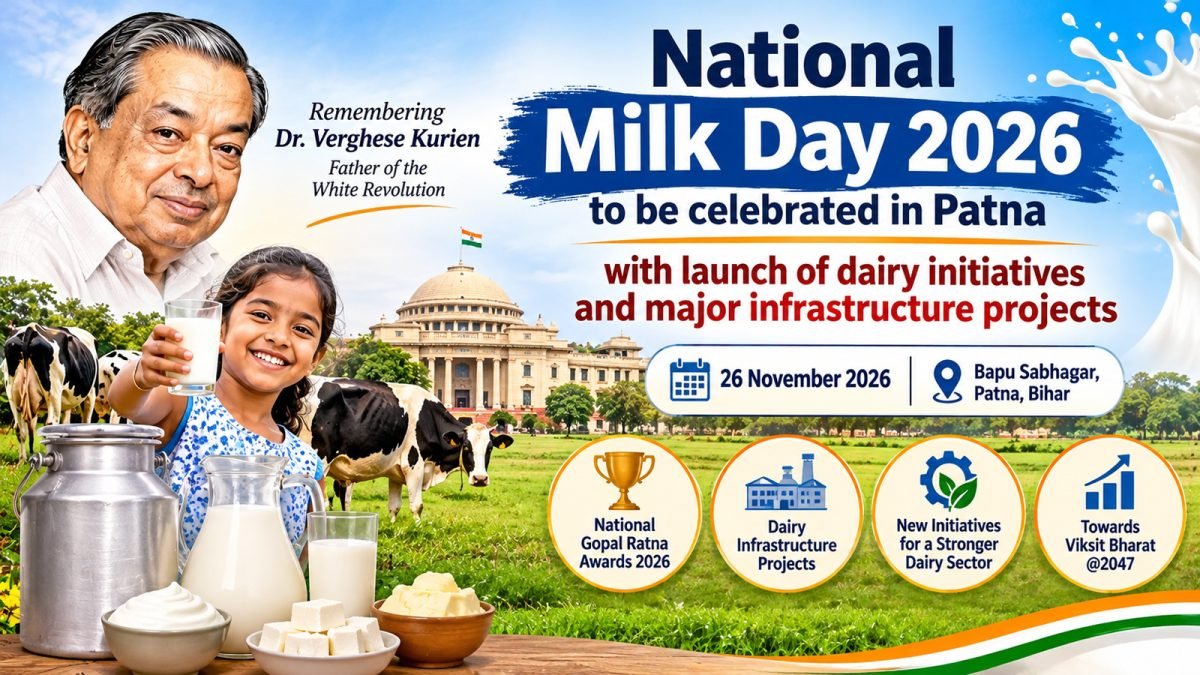 Remembering
Dr. Verghese Kurien
Father of the
White Revolution
National
Milk Day 2026
to be celebrated in Patna
with launch of dairy initiatives
and major infrastructure projects
26 November 2026
Bapu Sabhagar,
Patna, Bihar
National
Gopal Ratna
Awards 2026
Dairy
Infrastructure
Projects
New Initiatives
for a Stronger
Dairy Sector
Towards
Viksit Bharat
@2047